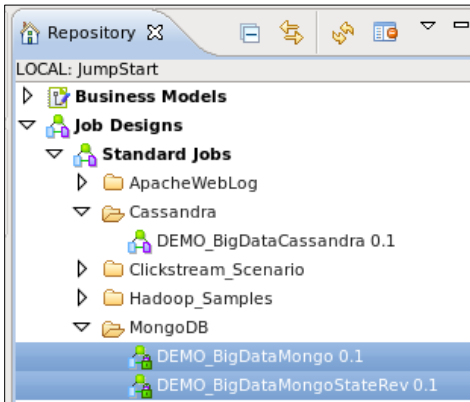 Repository
LOCAL: JumpStart
Business Models
Job Designs
Standard Jobs
ApacheWebLog
Cassandra
DEMO_BigDataCassandra 0.1
Clickstream_Scenario
Hadoop_Samples
MongoDB
DEMO_BigDataMongo 0.1
DEMO_BigDataMongoStateRev 0.1